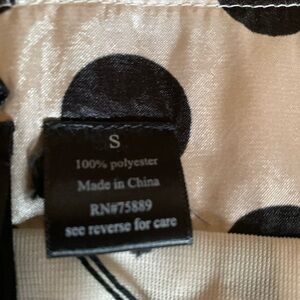 S
100% polyester
Made in China
RN#75889
see reverse for care